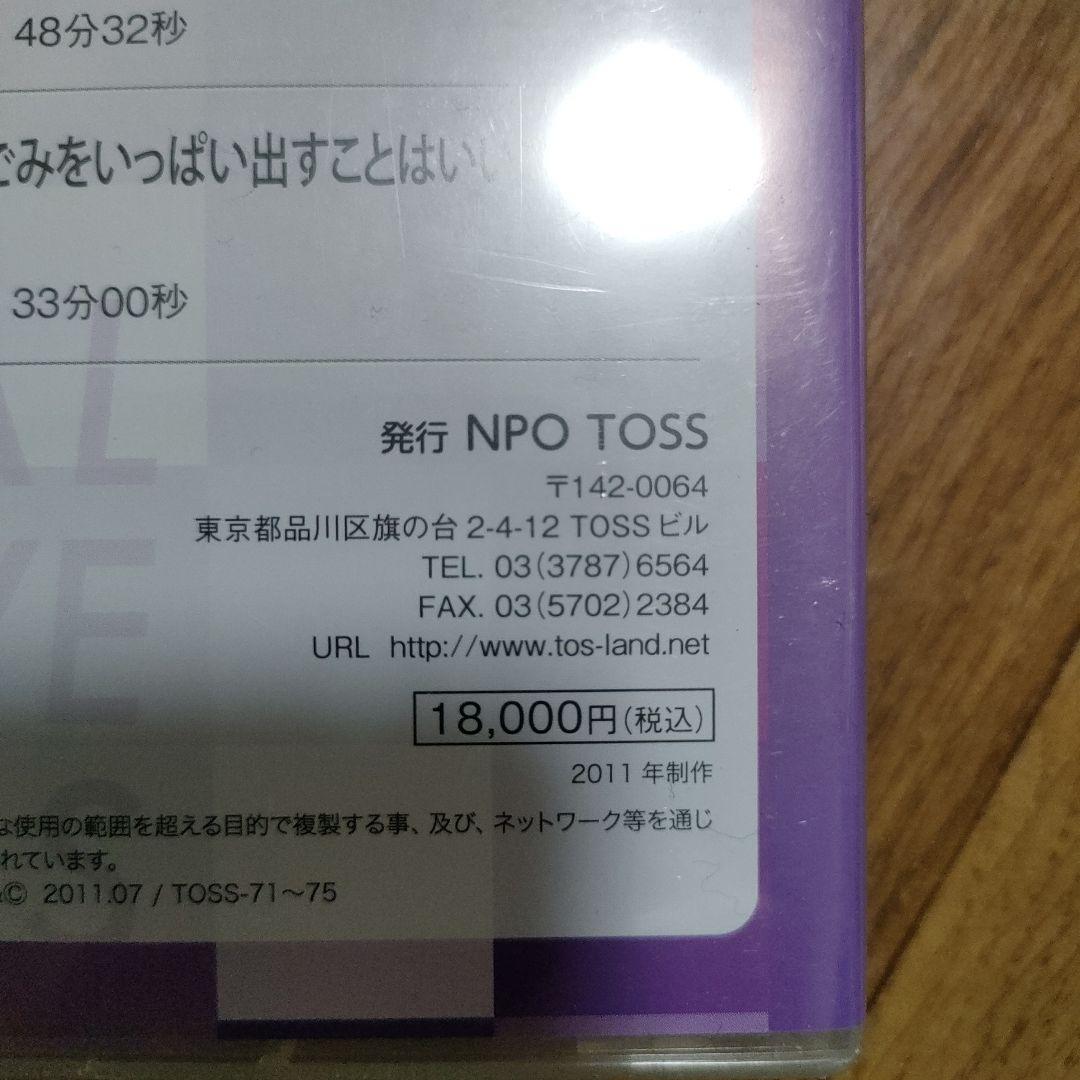 48分32秒
ごみをいっぱい出すことはいい
33分00秒
発行 NPO TOSS
〒142-0064
東京都品川区旗の台 2-4-12 TOSSビル
TEL. 03(3787)6564
FAX. 03(5702)2384
URL http://www.tos-land.net
18,000円(税込)
2011 年制作
な使用の範囲を超える目的で複製する事、及び、ネットワーク等を通じ
れています。
&© 2011.07 / TOSS-71〜75